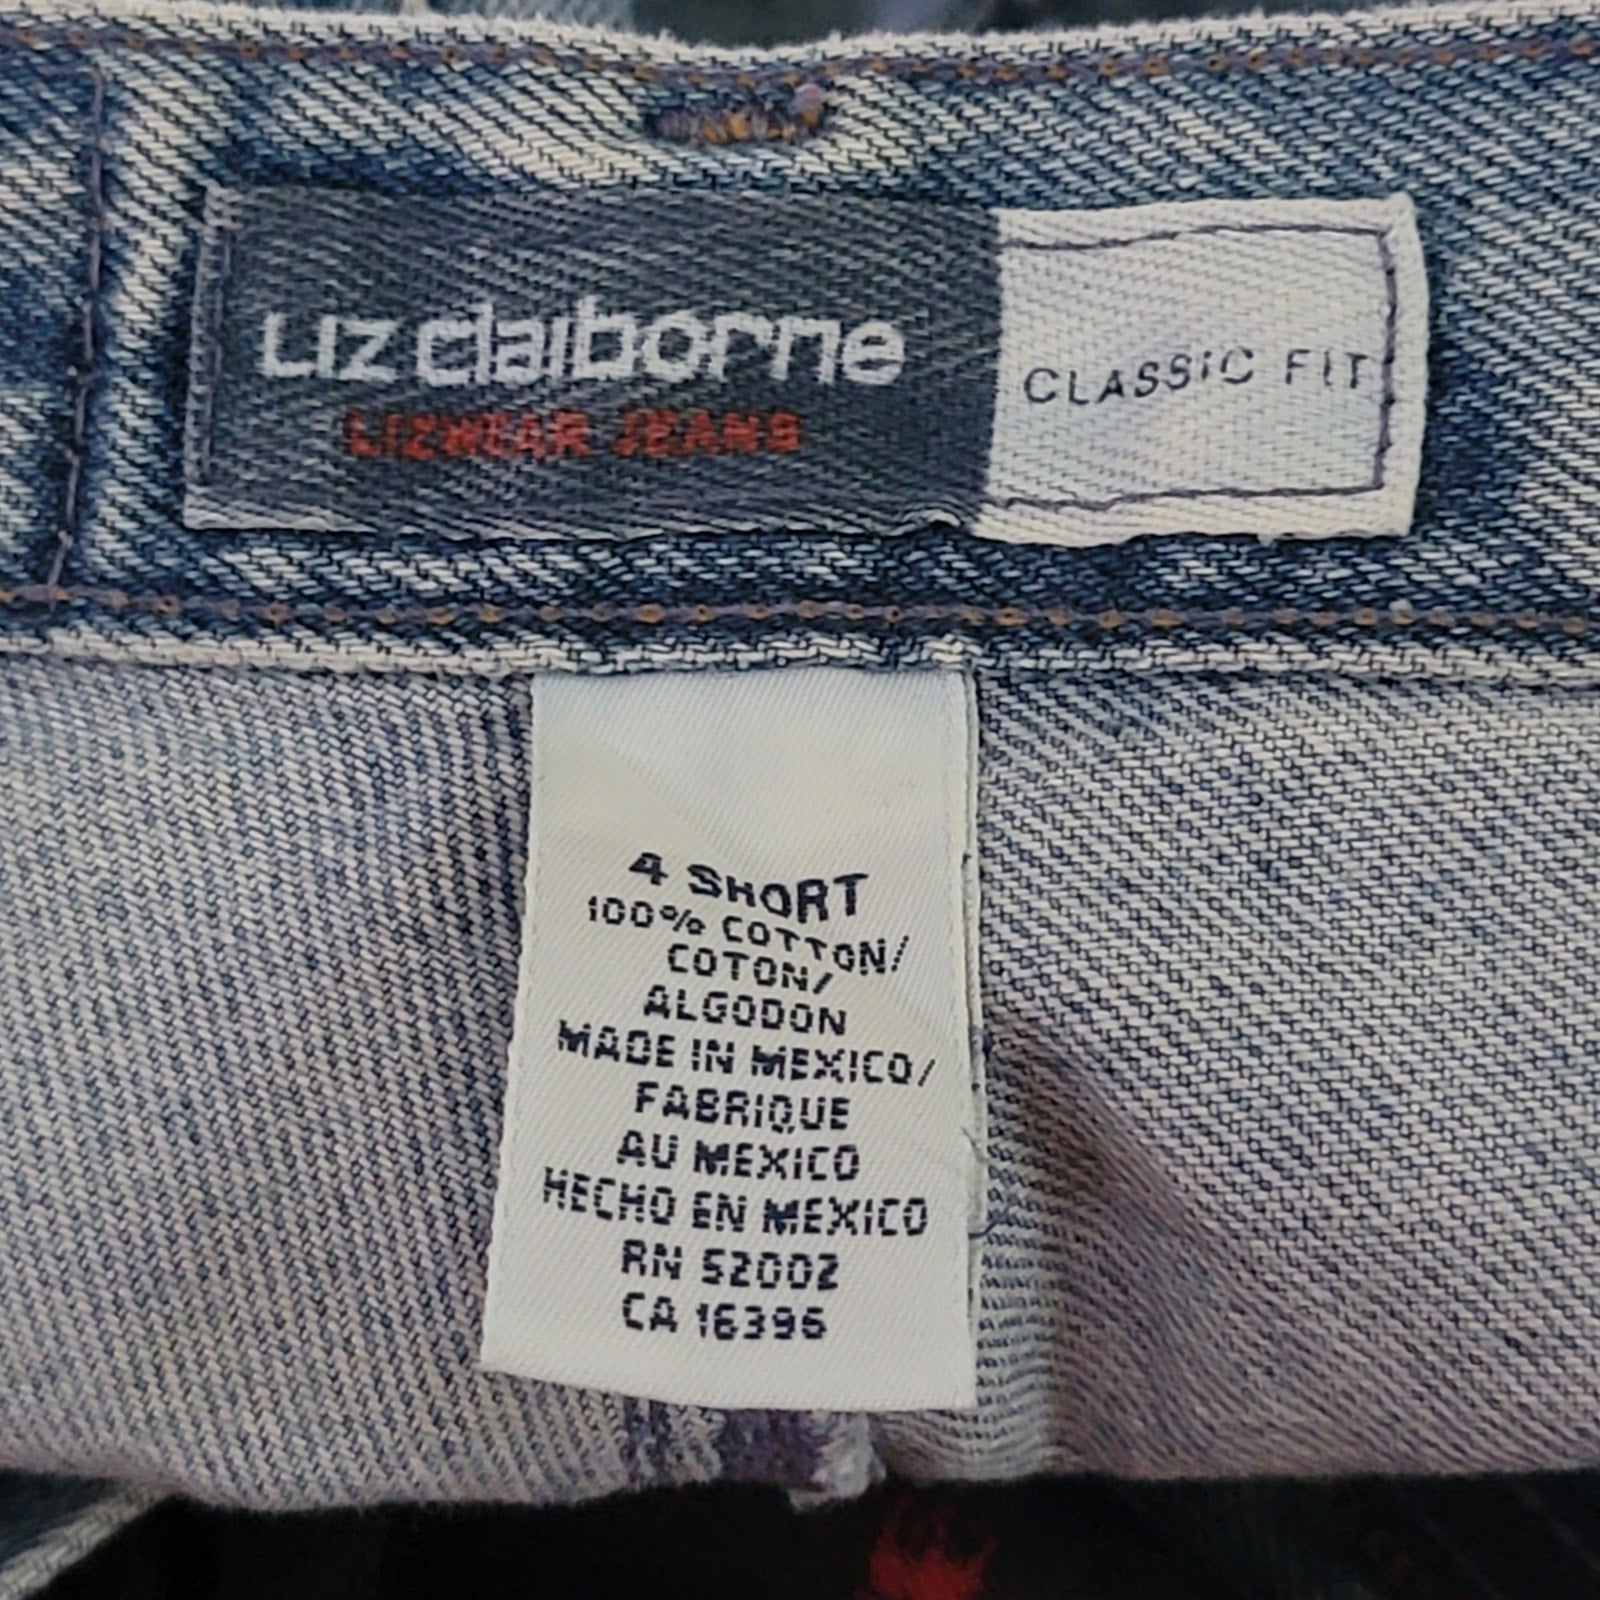 Liz claiborne
LIZWEAR JEANS
CLASSIC FIT
4 SHORT
100% COTTON/
COTON/
ALGODON
MADE IN MEXICO/
FABRIQUE
AU MEXICO
HECHO EN MEXICO
RN 52002
CA 16396